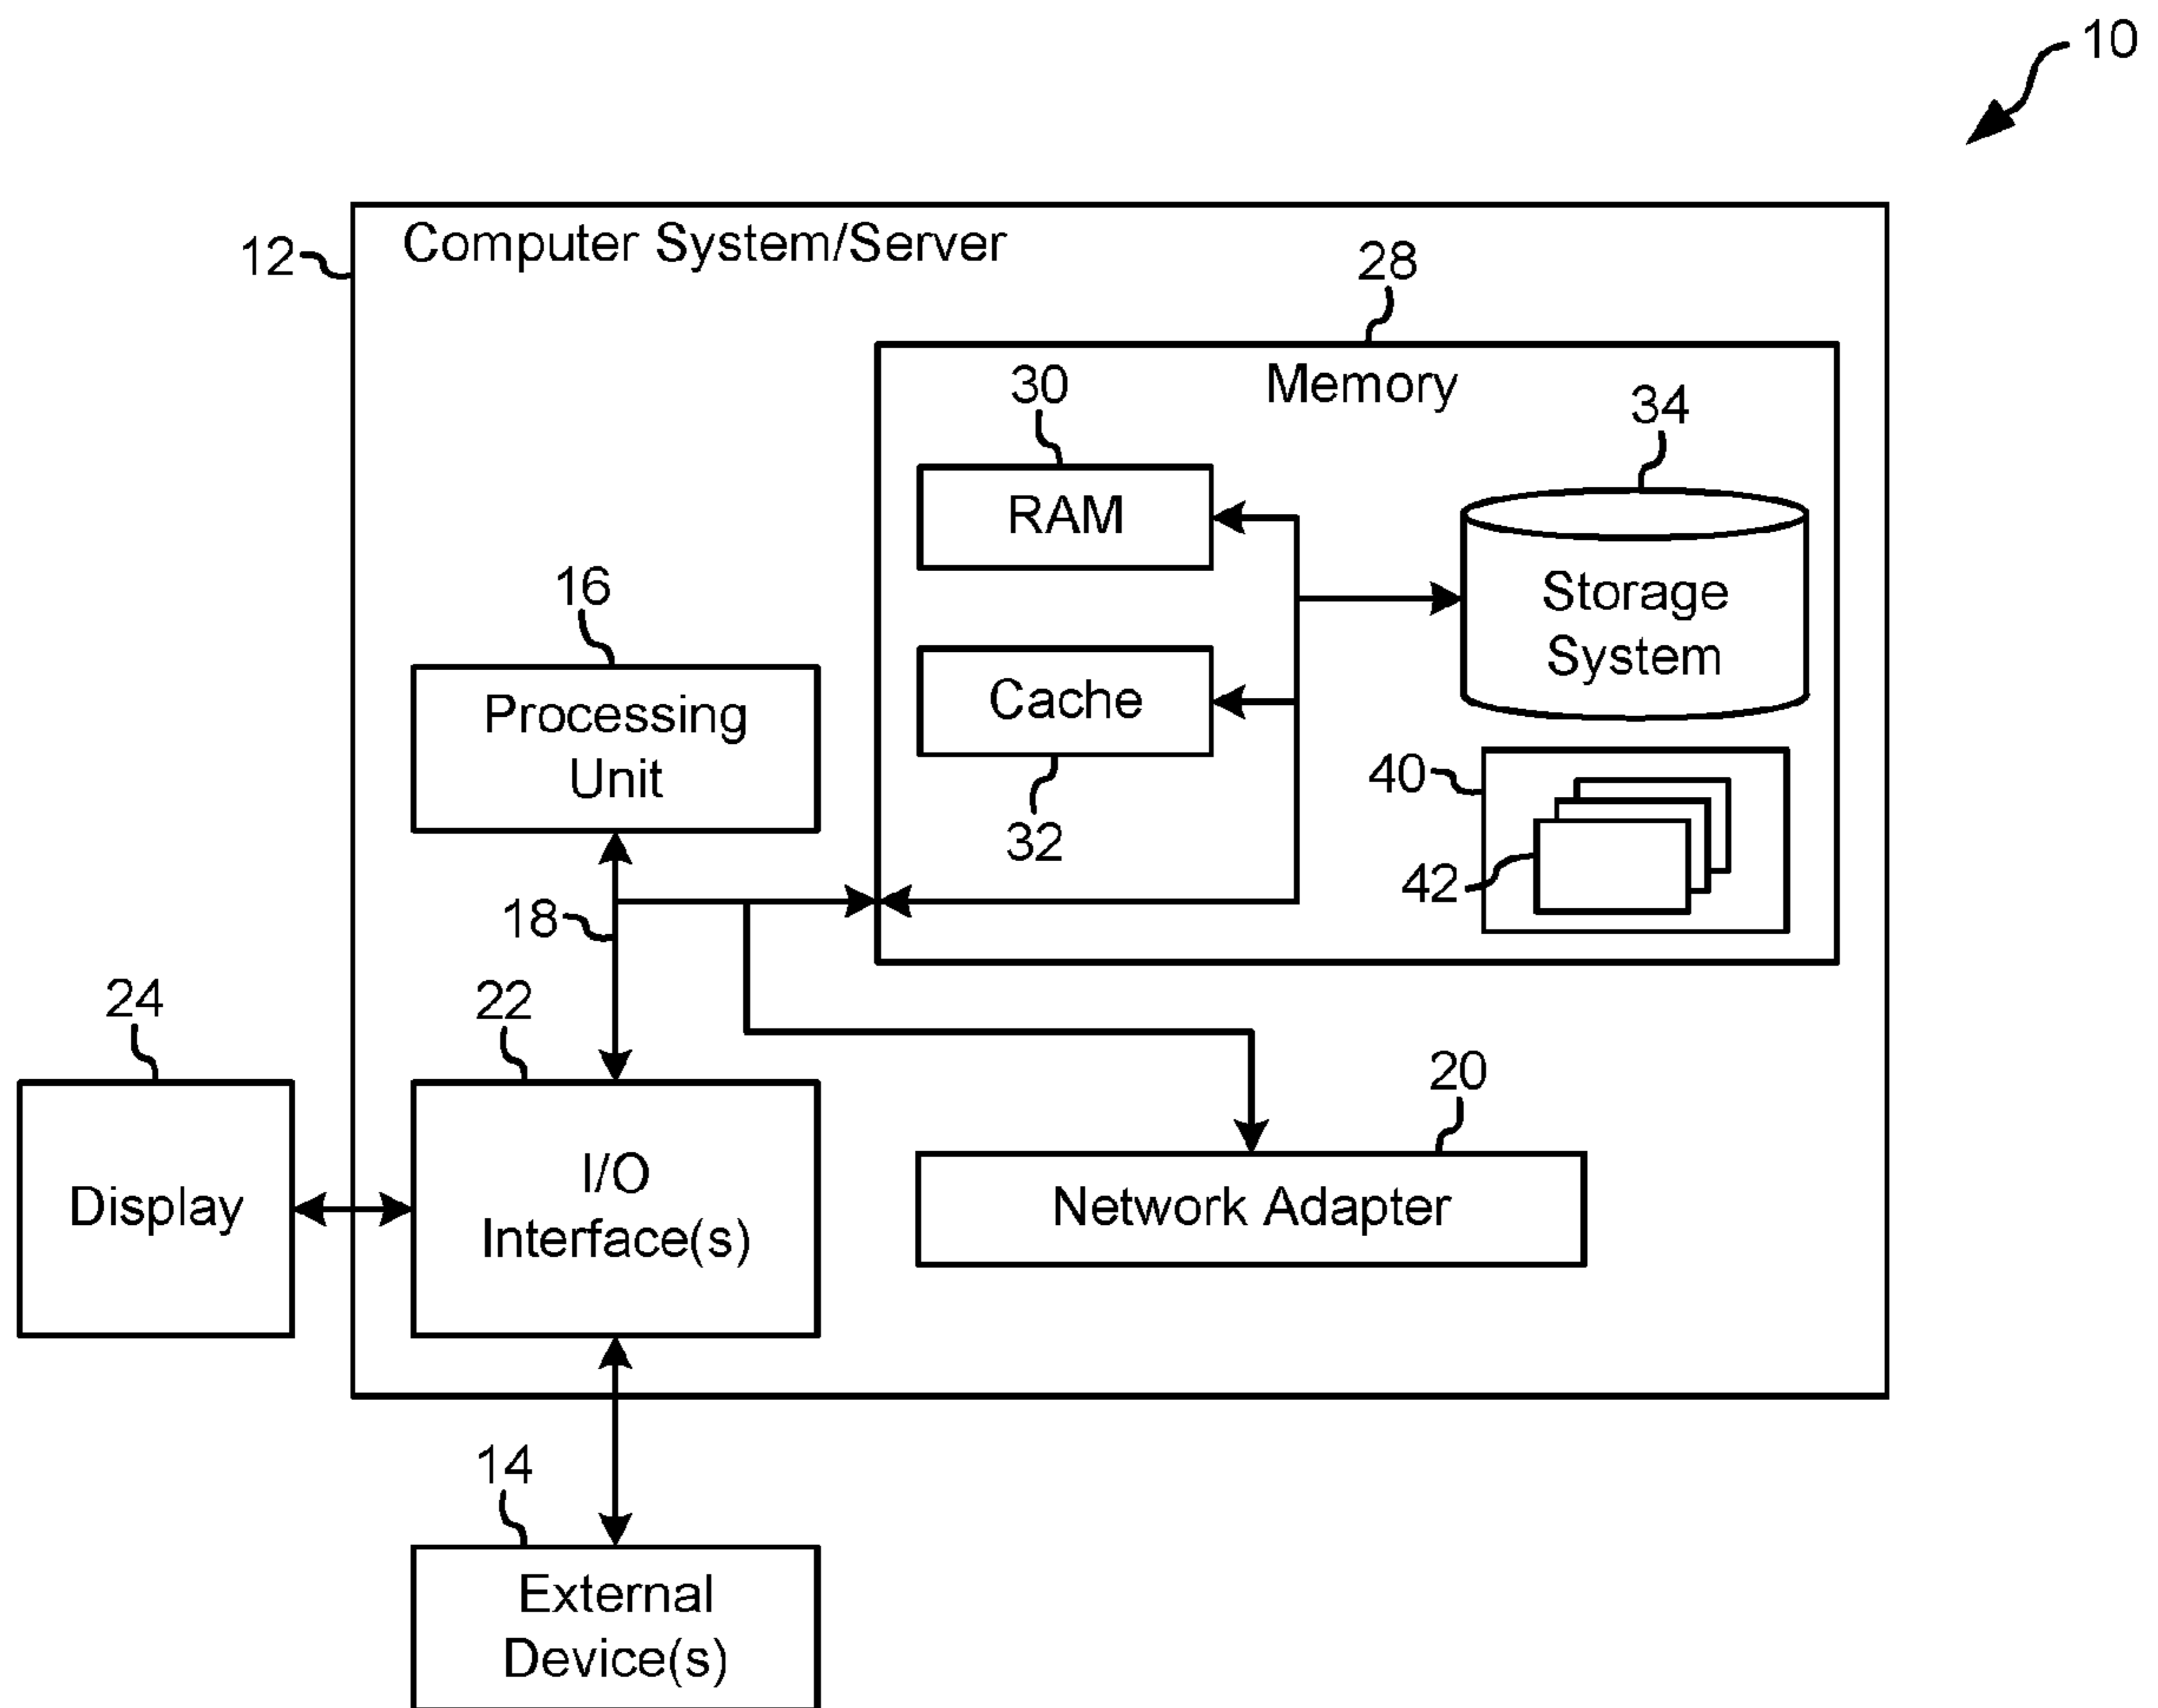 10
12
Computer System/Server
28
Memory
30
RAM
34
Storage
System
Cache
32
16
Processing
Unit
40
42
18
24
Display
22
I/O
Interface(s)
20
Network Adapter
14
External
Device(s)